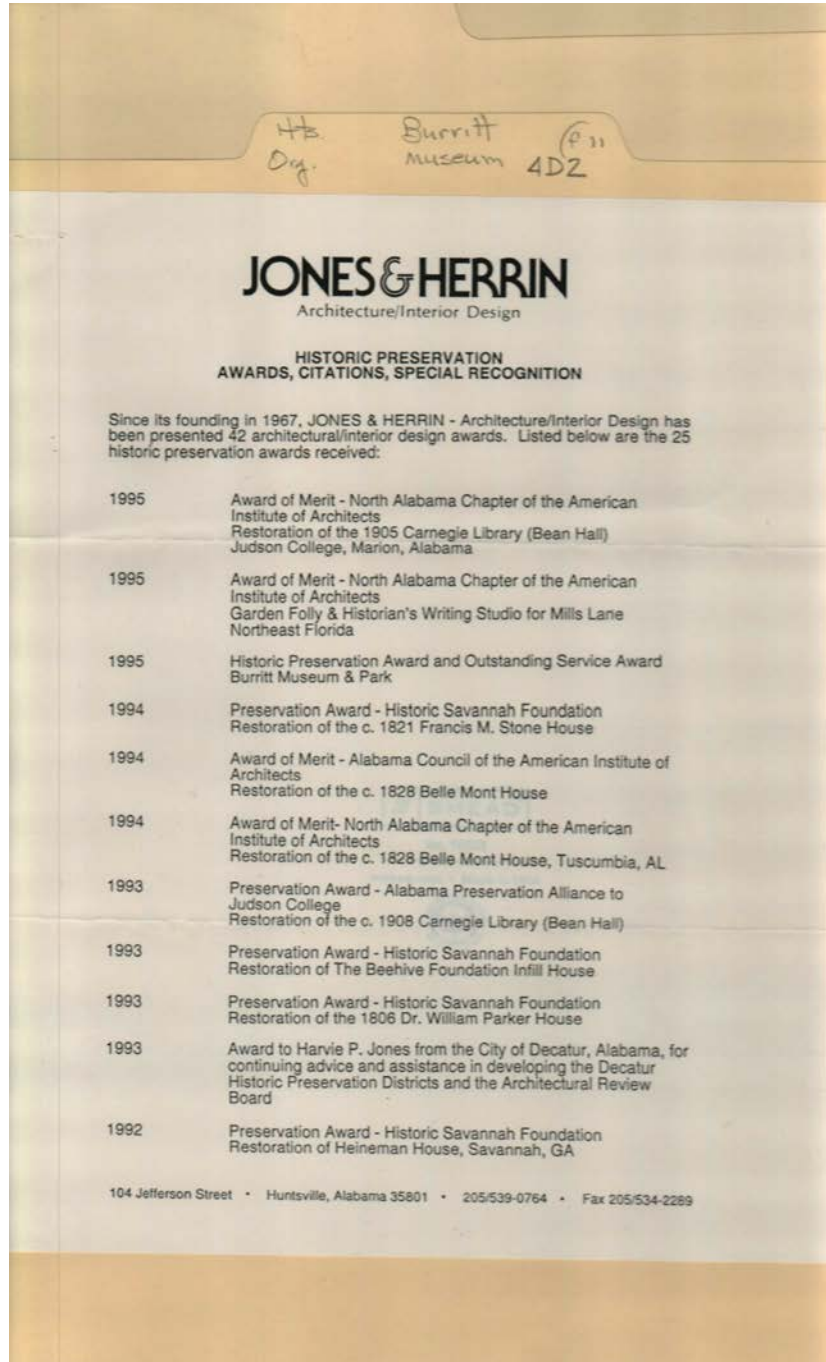 Hts. Burritt
Org. Museum 4D2
JONES & HERRIN
Architecture/Interior Design
HISTORIC PRESERVATION
AWARDS, CITATIONS, SPECIAL RECOGNITION
Since its founding in 1967, JONES & HERRIN - Architecture/Interior Design has
been presented 42 architectural/interior design awards. Listed below are the 25
historic preservation awards received:
1995 Award of Merit - North Alabama Chapter of the American
Institute of Architects
Restoration of the 1905 Carnegie Library (Bean Hall)
Judson College, Marion, Alabama
1995 Award of Merit - North Alabama Chapter of the American
Institute of Architects
Garden Folly & Historian's Writing Studio for Mills Lane
Northeast Florida
1995 Historic Preservation Award and Outstanding Service Award
Burritt Museum & Park
1994 Preservation Award - Historic Savannah Foundation
Restoration of the c. 1821 Francis M. Stone House
1994 Award of Merit - Alabama Council of the American Institute of
Architects
Restoration of the c. 1828 Belle Mont House
1994 Award of Merit- North Alabama Chapter of the American
Institute of Architects
Restoration of the c. 1828 Belle Mont House, Tuscumbia, AL
1993 Preservation Award - Alabama Preservation Alliance to
Judson College
Restoration of the c. 1908 Carnegie Library (Bean Hall)
1993 Preservation Award - Historic Savannah Foundation
Restoration of The Beehive Foundation Infill House
1993 Preservation Award - Historic Savannah Foundation
Restoration of the 1806 Dr. William Parker House
1993 Award to Harvie P. Jones from the City of Decatur, Alabama, for
continuing advice and assistance in developing the Decatur
Historic Preservation Districts and the Architectural Review
Board
1992 Preservation Award - Historic Savannah Foundation
Restoration of Heineman House, Savannah, GA
104 Jefferson Street • Huntsville, Alabama 35801 • 205/539-0764 • Fax 205/534-2289